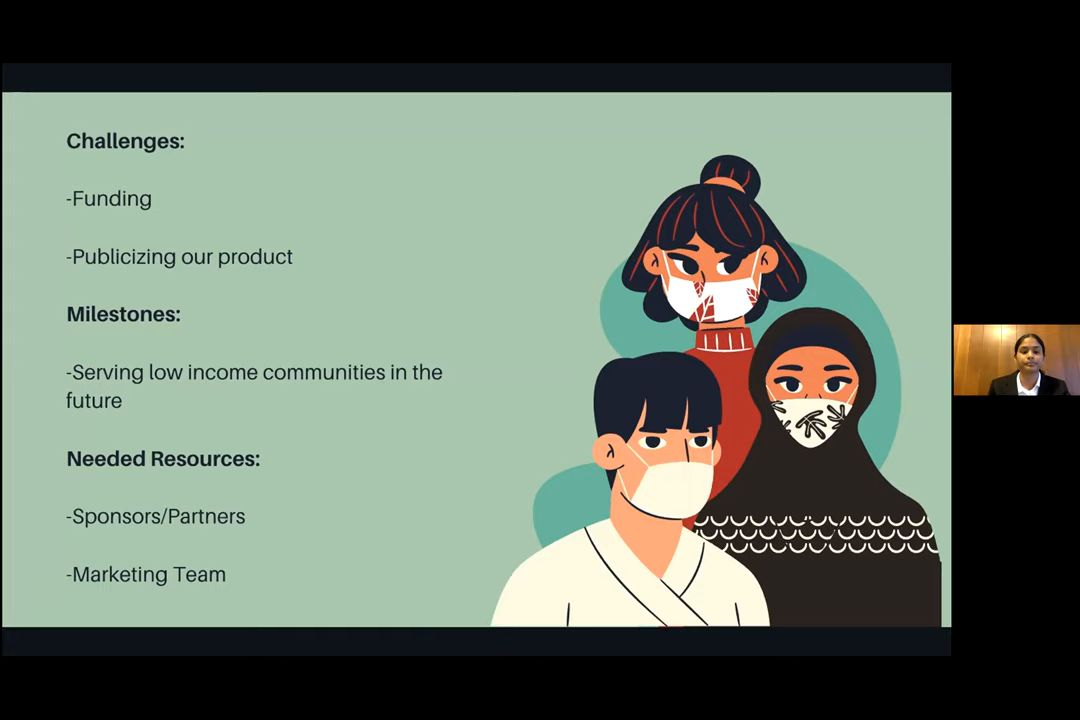 Challenges:
-Funding
-Publicizing our product
Milestones:
-Serving low income communities in the
future
Needed Resources:
-Sponsors/Partners
-Marketing Team